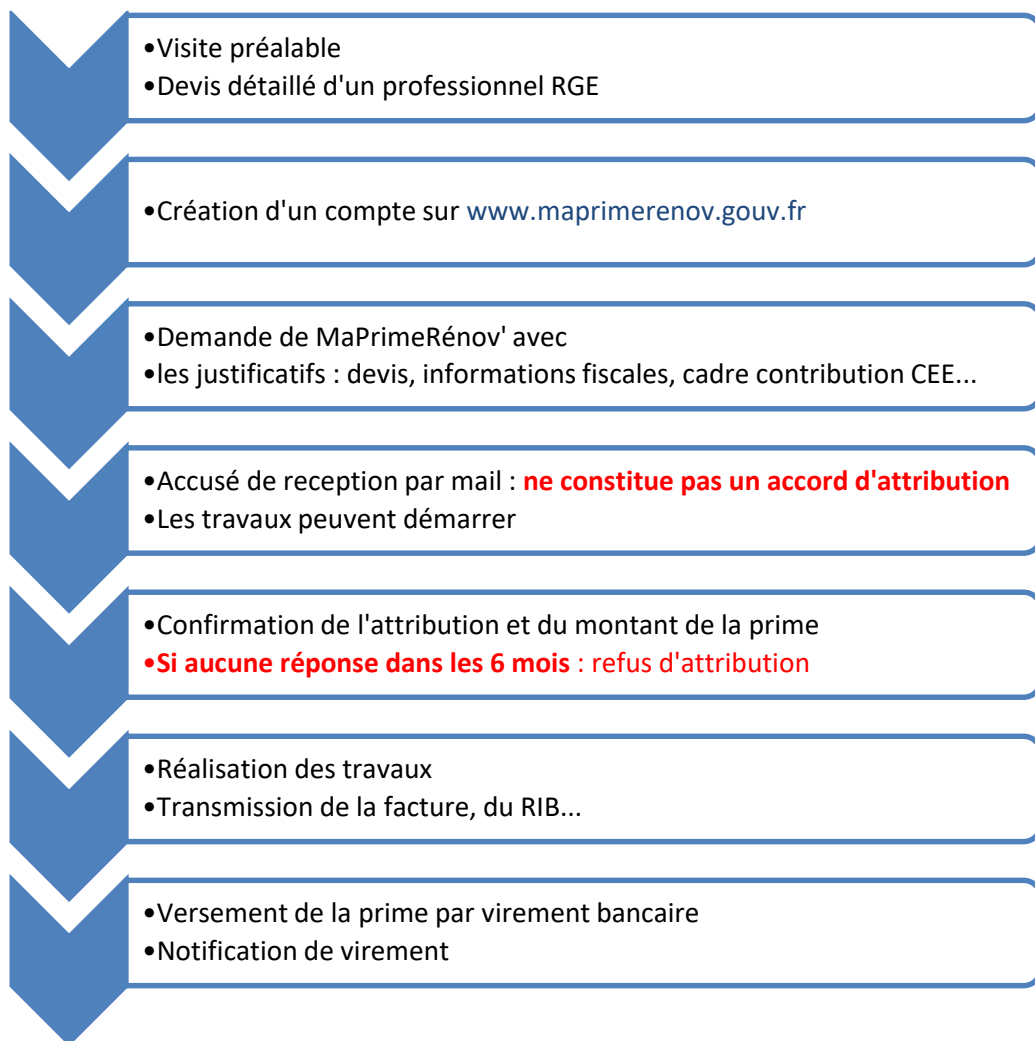 •Visite préalable
•Devis détaillé d'un professionnel RGE
•Création d'un compte sur www.maprimerenov.gouv.fr
•Demande de MaPrimeRénov' avec
•les justificatifs : devis, informations fiscales, cadre contribution CEE...
•Accusé de reception par mail : ne constitue pas un accord d'attribution
•Les travaux peuvent démarrer
•Confirmation de l'attribution et du montant de la prime
•Si aucune réponse dans les 6 mois : refus d'attribution
•Réalisation des travaux
•Transmission de la facture, du RIB...
•Versement de la prime par virement bancaire
•Notification de virement